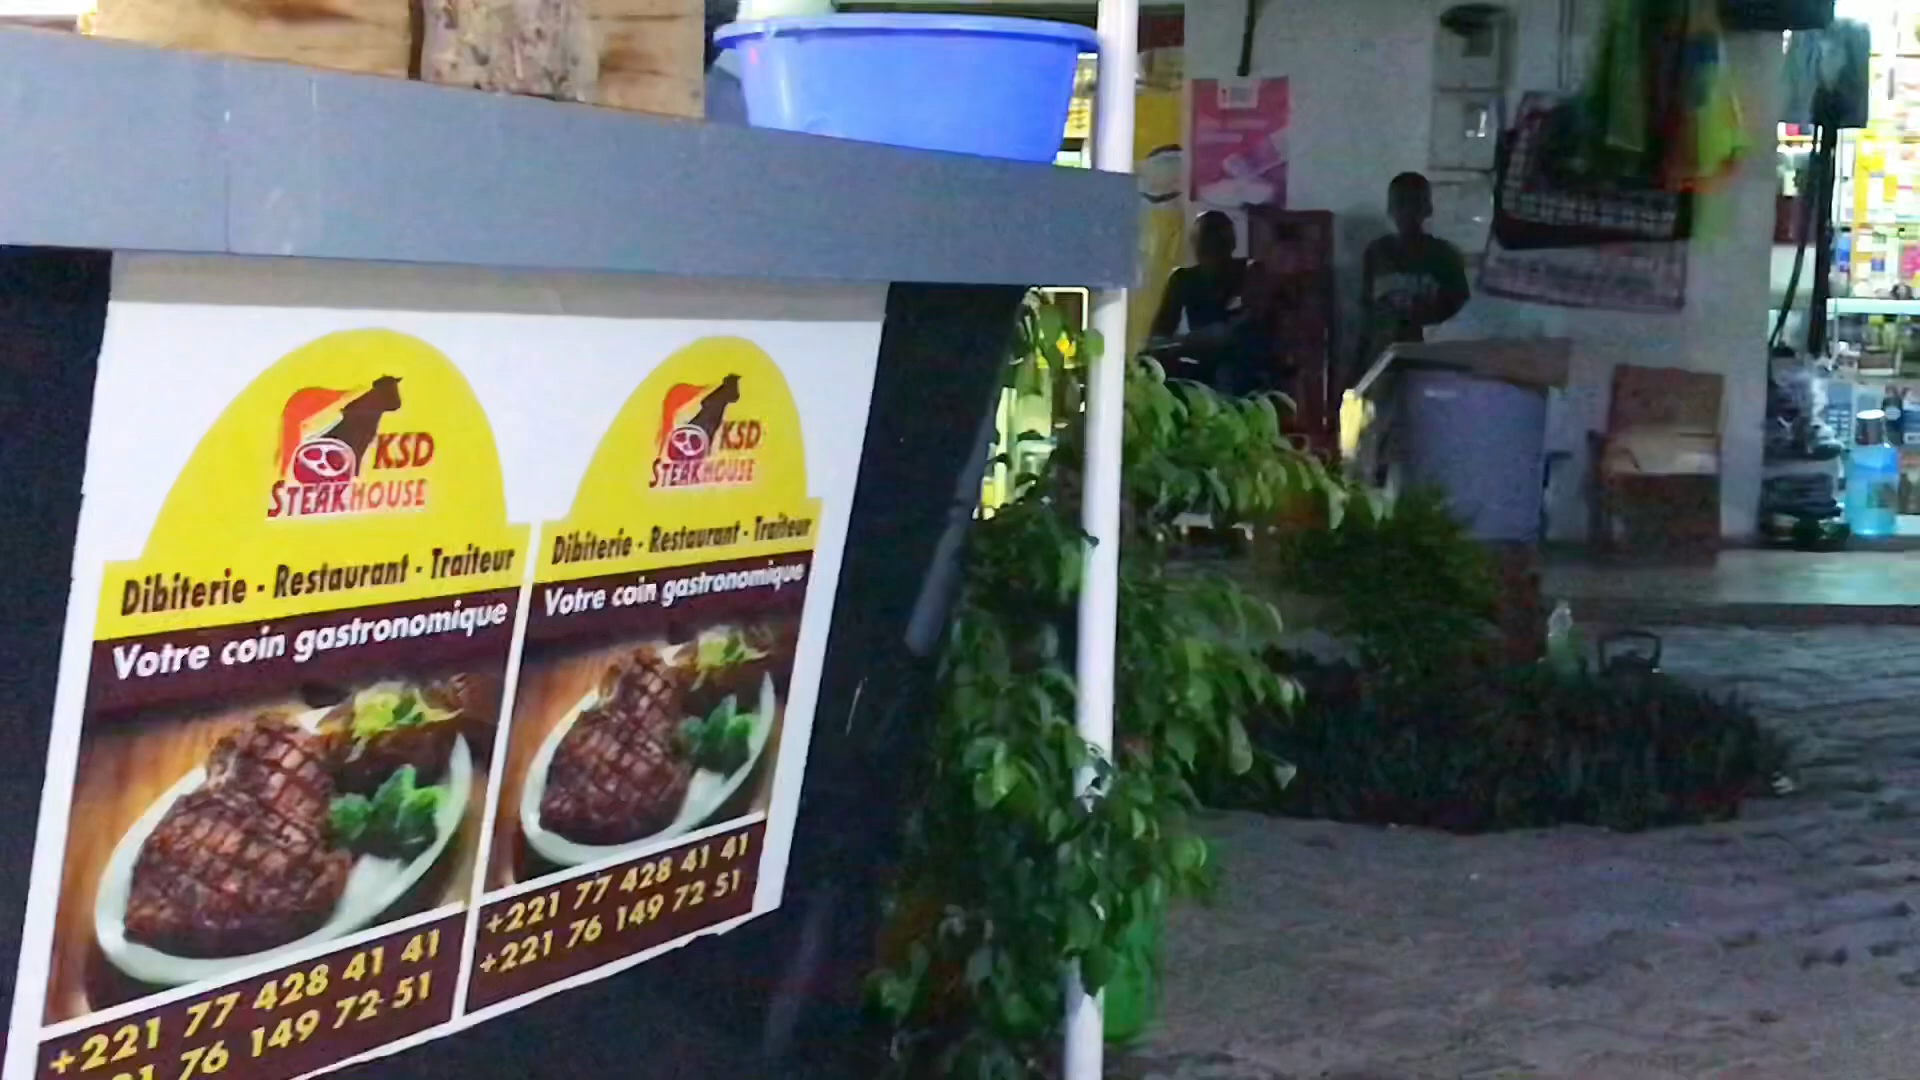 KSD
STEAKHOUSE
Dibiterie - Restaurant - Traiteur
Votre coin gastronomique
+221 77 428 41 41
21 76 149 72 51
KSD
STEAKHOUSE
Dibiterie - Restaurant - Traiteur
Votre coin gastronomique
+221 77 428 41 41
+221 76 149 72 51